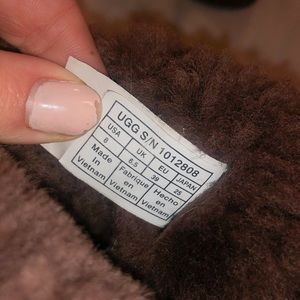 UGG S/N 1012808
USA UK EU JAPAN
8 6.5 39 25
Made in Vietnam Fabrique en Vietnam Hecho en Vietnam